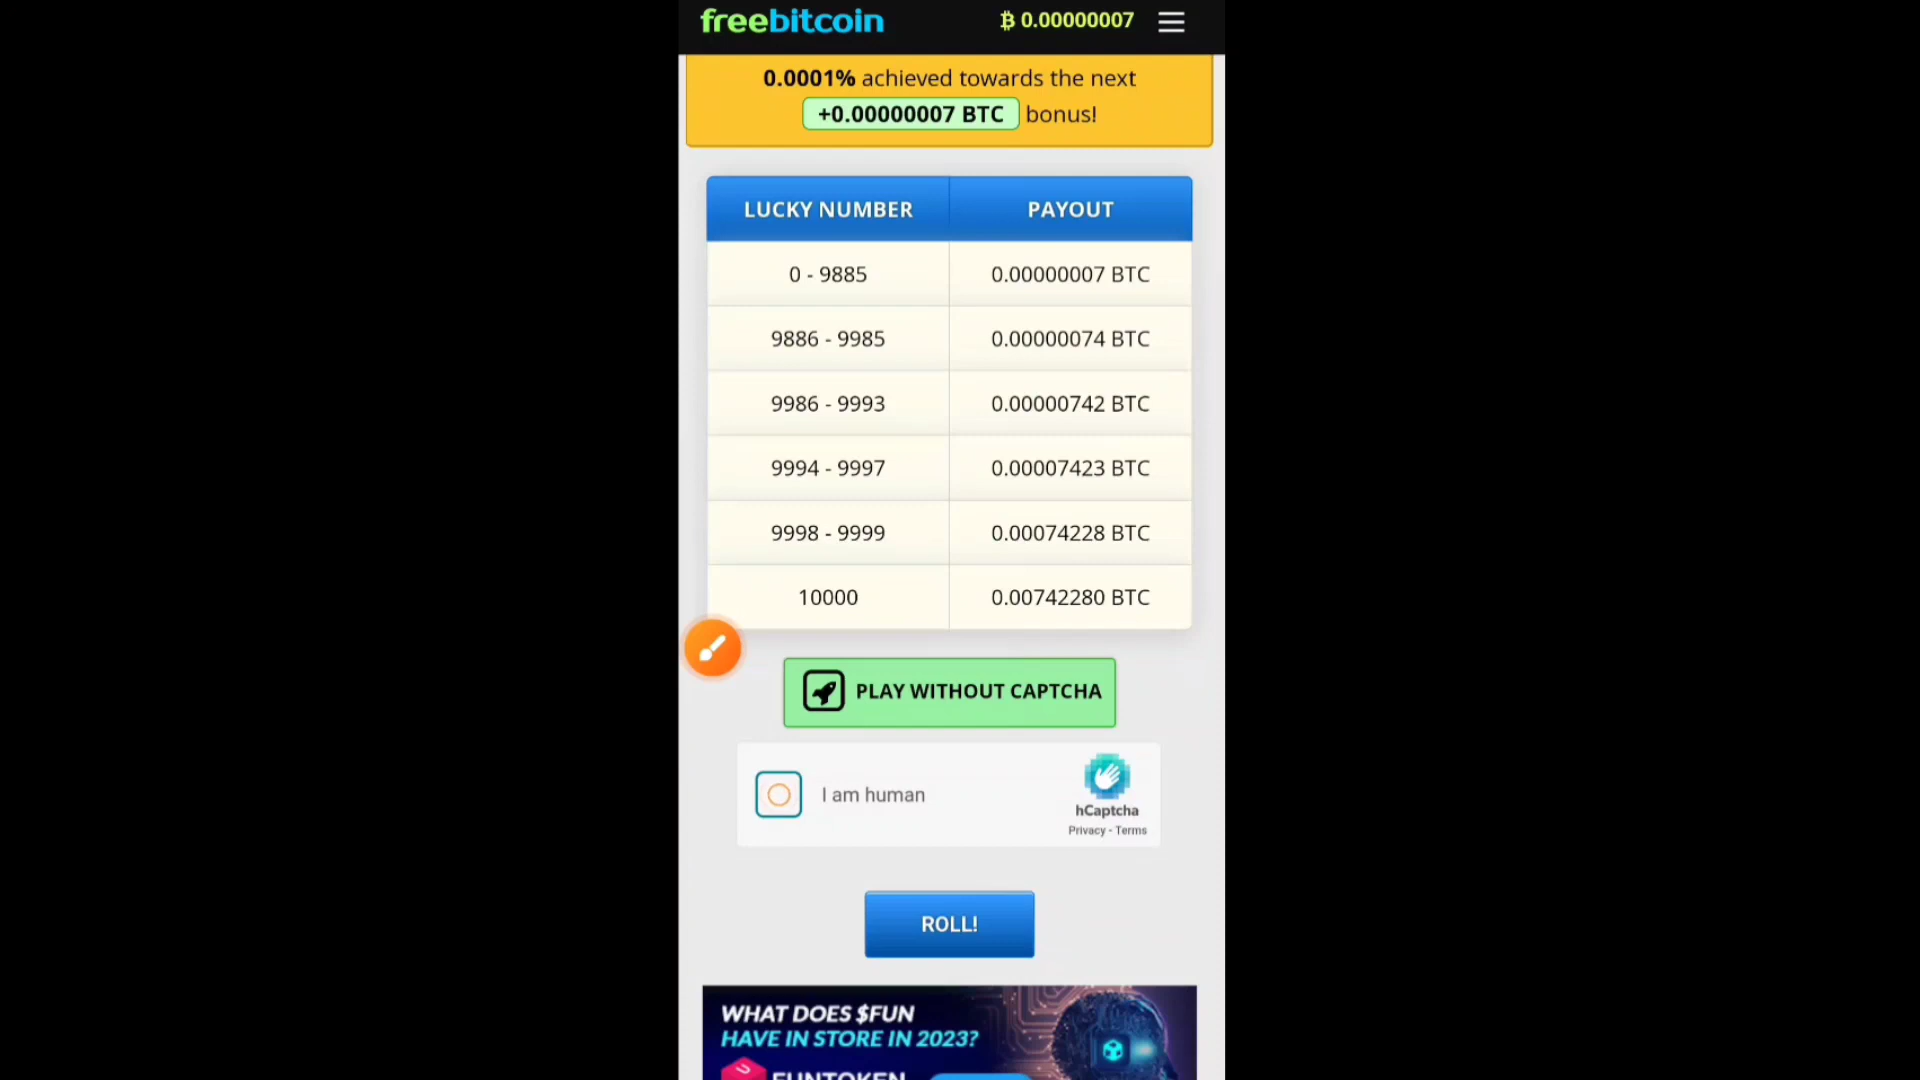 freebitcoin
₿ 0.00000007
0.0001% achieved towards the next
+0.00000007 BTC bonus!
LUCKY NUMBER PAYOUT
0 - 9885 0.00000007 BTC
9886 - 9985 0.00000074 BTC
9986 - 9993 0.00000742 BTC
9994 - 9997 0.00007423 BTC
9998 - 9999 0.00074228 BTC
10000 0.00742280 BTC
PLAY WITHOUT CAPTCHA
I am human
hCaptcha
Privacy - Terms
ROLL!
WHAT DOES $FUN
HAVE IN STORE IN 2023?
FUNTOKEN